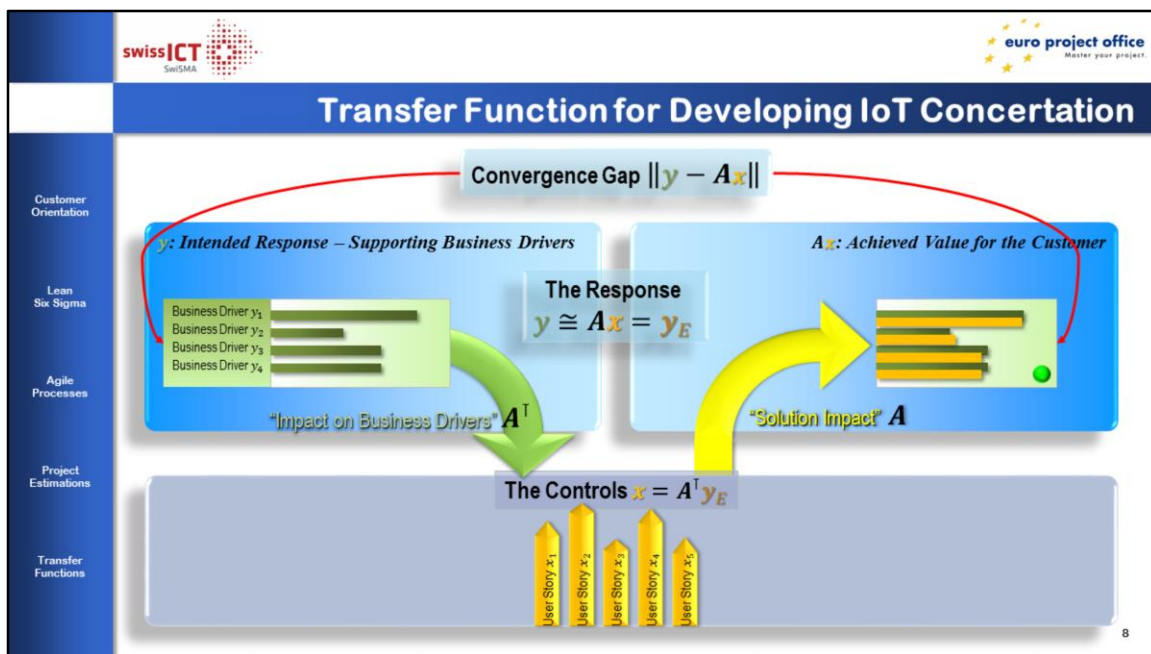 swissICT
SwiSMA
euro project office
Master your project.
Transfer Function for Developing IoT Concertation
Customer
Orientation
Lean
Six Sigma
Agile
Processes
Project
Estimations
Transfer
Functions
Convergence Gap ‖y − Ax‖
y: Intended Response – Supporting Business Drivers
Ax: Achieved Value for the Customer
The Response
y ≅ Ax = y_E
Business Driver y₁
Business Driver y₂
Business Driver y₃
Business Driver y₄
"Impact on Business Drivers" Aᵀ
"Solution Impact" A
The Controls x = Aᵀy_E
User Story x₁
User Story x₂
User Story x₃
User Story x₄
User Story x₅
8